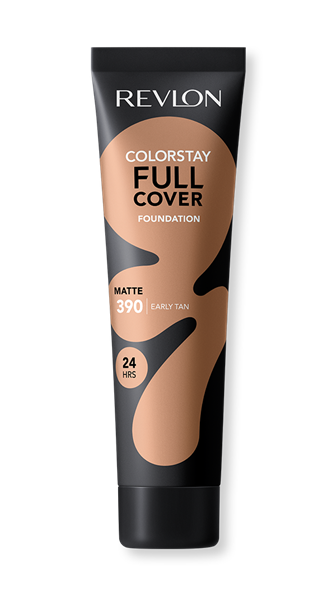 REVLON
COLORSTAY
FULL
COVER
FOUNDATION
MATTE
390 | EARLY TAN
24
HRS